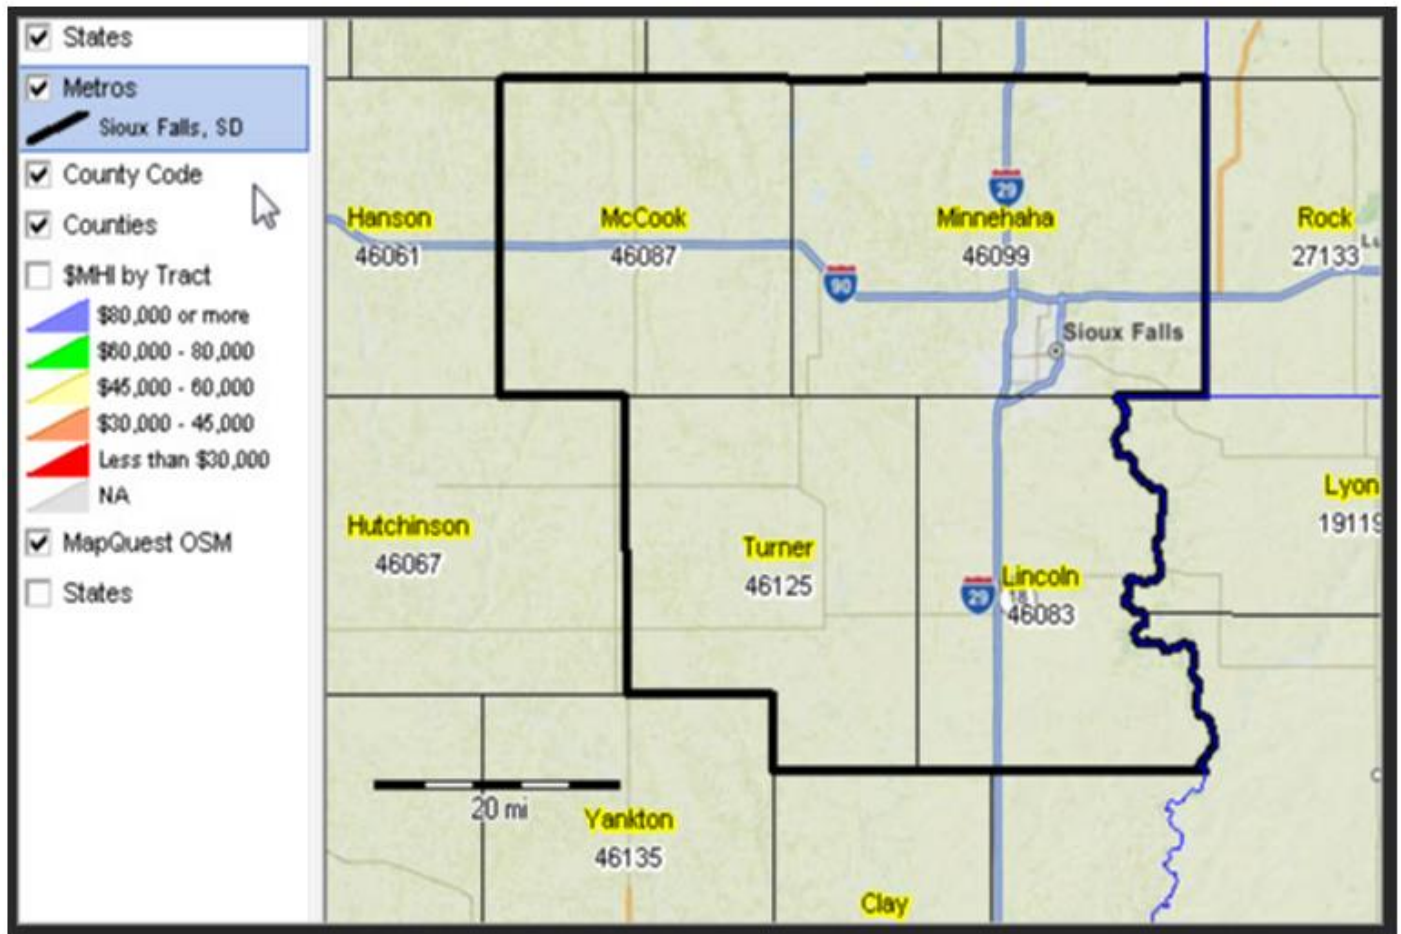 States
Metros
Sioux Falls, SD
County Code
Counties
$MHI by Tract
$80,000 or more
$60,000 - 80,000
$45,000 - 60,000
$30,000 - 45,000
Less than $30,000
NA
MapQuest OSM
States
29
Hanson
46061
McCook
46087
Minnehaha
46099
Rock
27133
90
Sioux Falls
Lyon
19119
Hutchinson
46067
Turner
46125
29
Lincoln
18
46083
20 mi
Yankton
46135
Clay